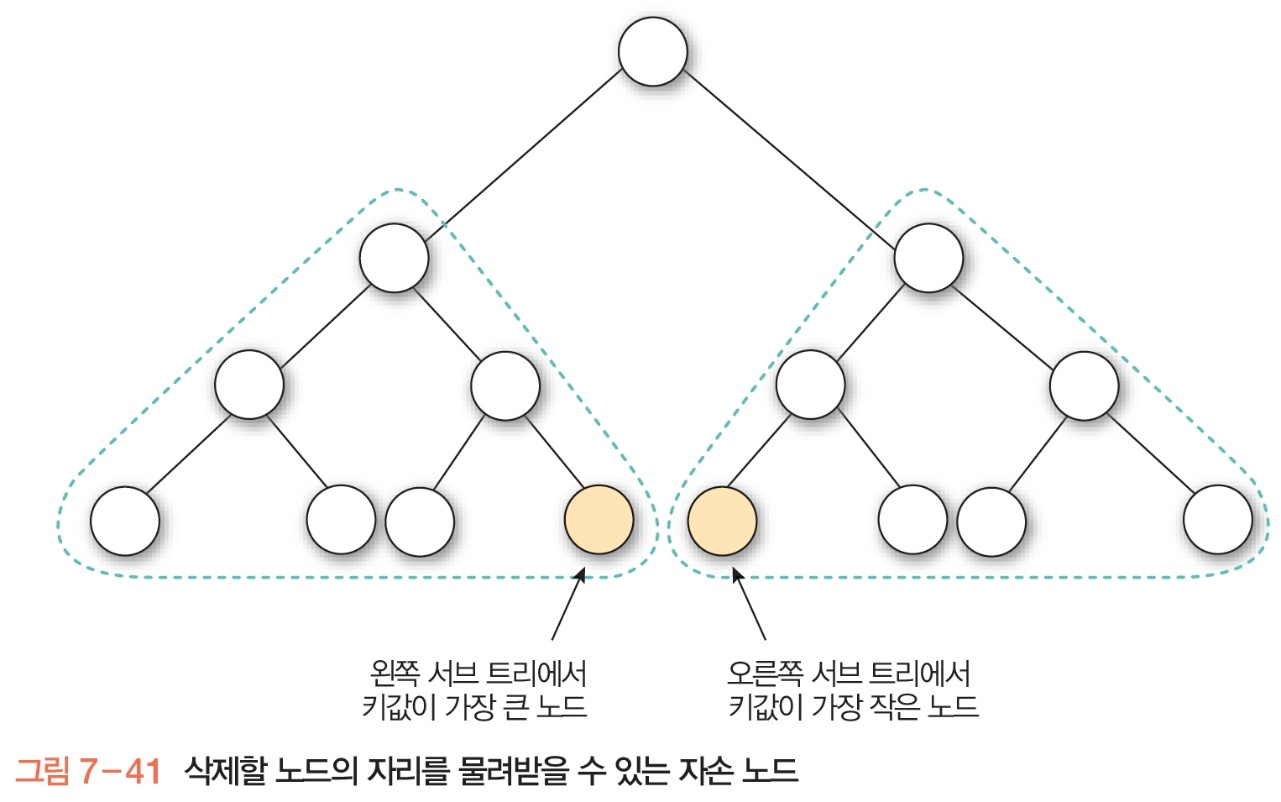 왼쪽 서브 트리에서
키값이 가장 큰 노드
오른쪽 서브 트리에서
키값이 가장 작은 노드
그림 7-41 삭제할 노드의 자리를 물려받을 수 있는 자손 노드